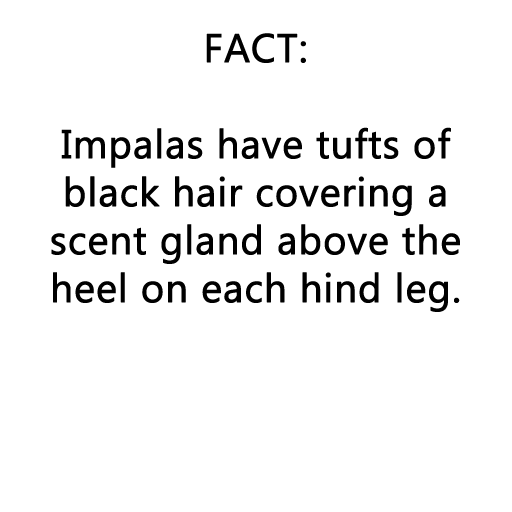 FACT:
Impalas have tufts of
black hair covering a
scent gland above the
heel on each hind leg.